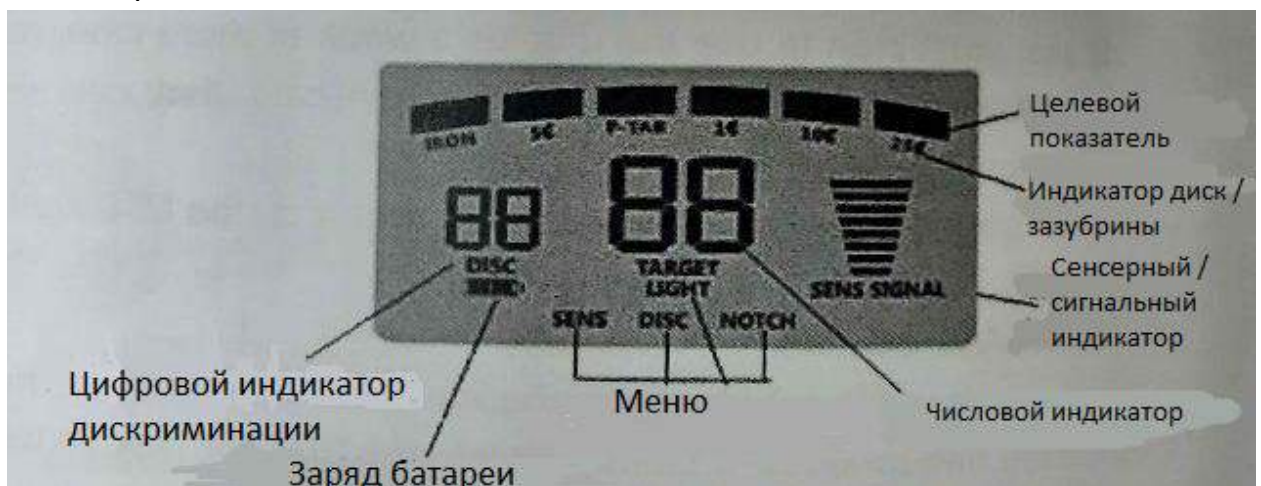 IRON 5¢ P-TAB 1¢ 10¢ 25¢
Целевой
показатель
Индикатор диск /
зазубрины
88 88
DISC TARGET
LIGHT SENS SIGNAL
Сенсерный /
сигнальный
индикатор
SENS DISC NOTCH
Цифровой индикатор
дискриминации
Меню
Числовой индикатор
Заряд батареи